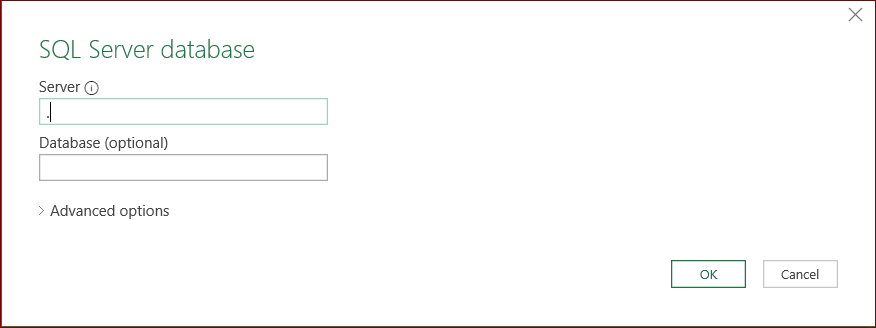 SQL Server database
Server
.
Database (optional)
Advanced options
OK
Cancel